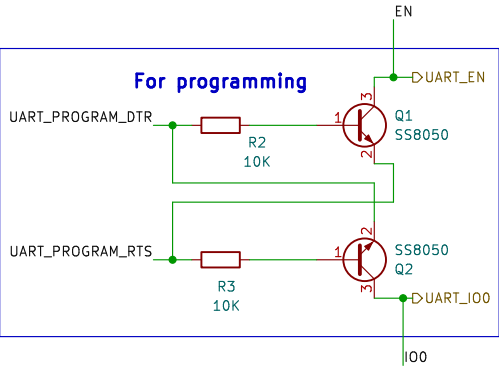 EN
For programming
UART_EN
3
UART_PROGRAM_DTR
1
Q1
SS8050
R2
10K
2
2
UART_PROGRAM_RTS
1
SS8050
Q2
R3
10K
3
UART_IO0
IO0